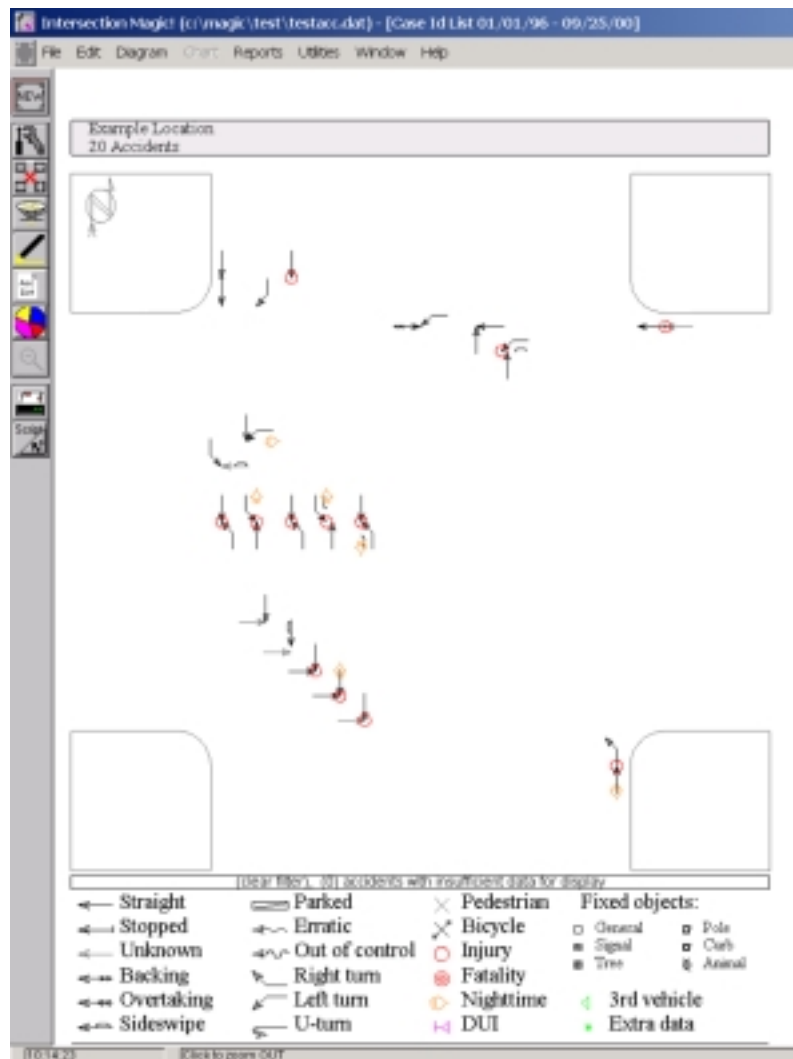 Intersection Magic! (c:\magic\test\testacc.dat) - [Case Id List 01/01/96 - 09/25/00]
File Edit Diagram Chart Reports Utilities Window Help
NEW
Example Location
20 Accidents
Script
(clear filter), (0) accidents with insufficient data for display
Straight Parked Pedestrian Fixed objects:
Stopped Erratic Bicycle General Pole
Unknown Out of control Injury Signal Curb
Backing Right turn Fatality Tree Animal
Overtaking Left turn Nighttime 3rd vehicle
Sideswipe U-turn DUI Extra data
10:14:23 Click to zoom OUT